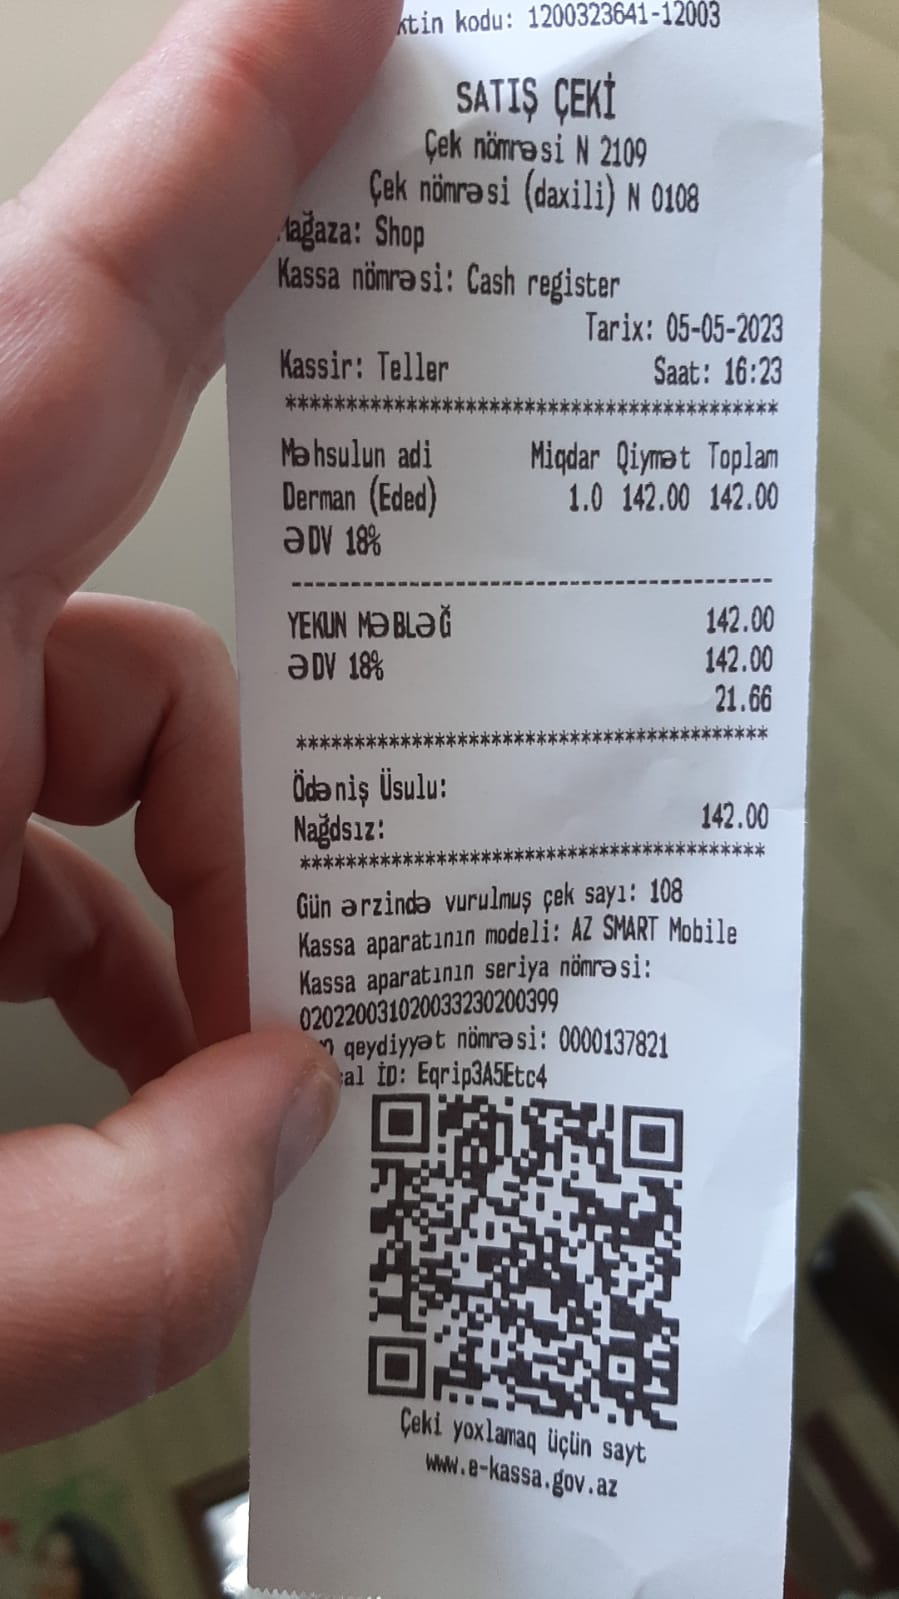 kodu: 1200323641-12003
SATIŞ ÇEKİ
Çek nömrəsi N 2109
Çek nömrəsi (daxili) N 0108
Mağaza: Shop
Kassa nömrəsi: Cash register
Tarix: 05-05-2023
Kassir: Teller Saat: 16:23
****************************************
Məhsulun adi Miqdar Qiymət Toplam
Derman (Eded) 1.0 142.00 142.00
ƏDV 18%
----------------------------------------
YEKUN MƏBLƏĞ 142.00
ƏDV 18% 142.00
21.66
****************************************
Ödəniş Üsulu:
Nağdsız: 142.00
****************************************
Gün ərzində vurulmuş çek sayı: 108
Kassa aparatının modeli: AZ SMART Mobile
Kassa aparatının seriya nömrəsi:
020220031020033230200399
qeydiyyət nömrəsi: 0000137821
İD: Eqrip3A5Etc4
Çeki yoxlamaq üçün sayt
www.e-kassa.gov.az